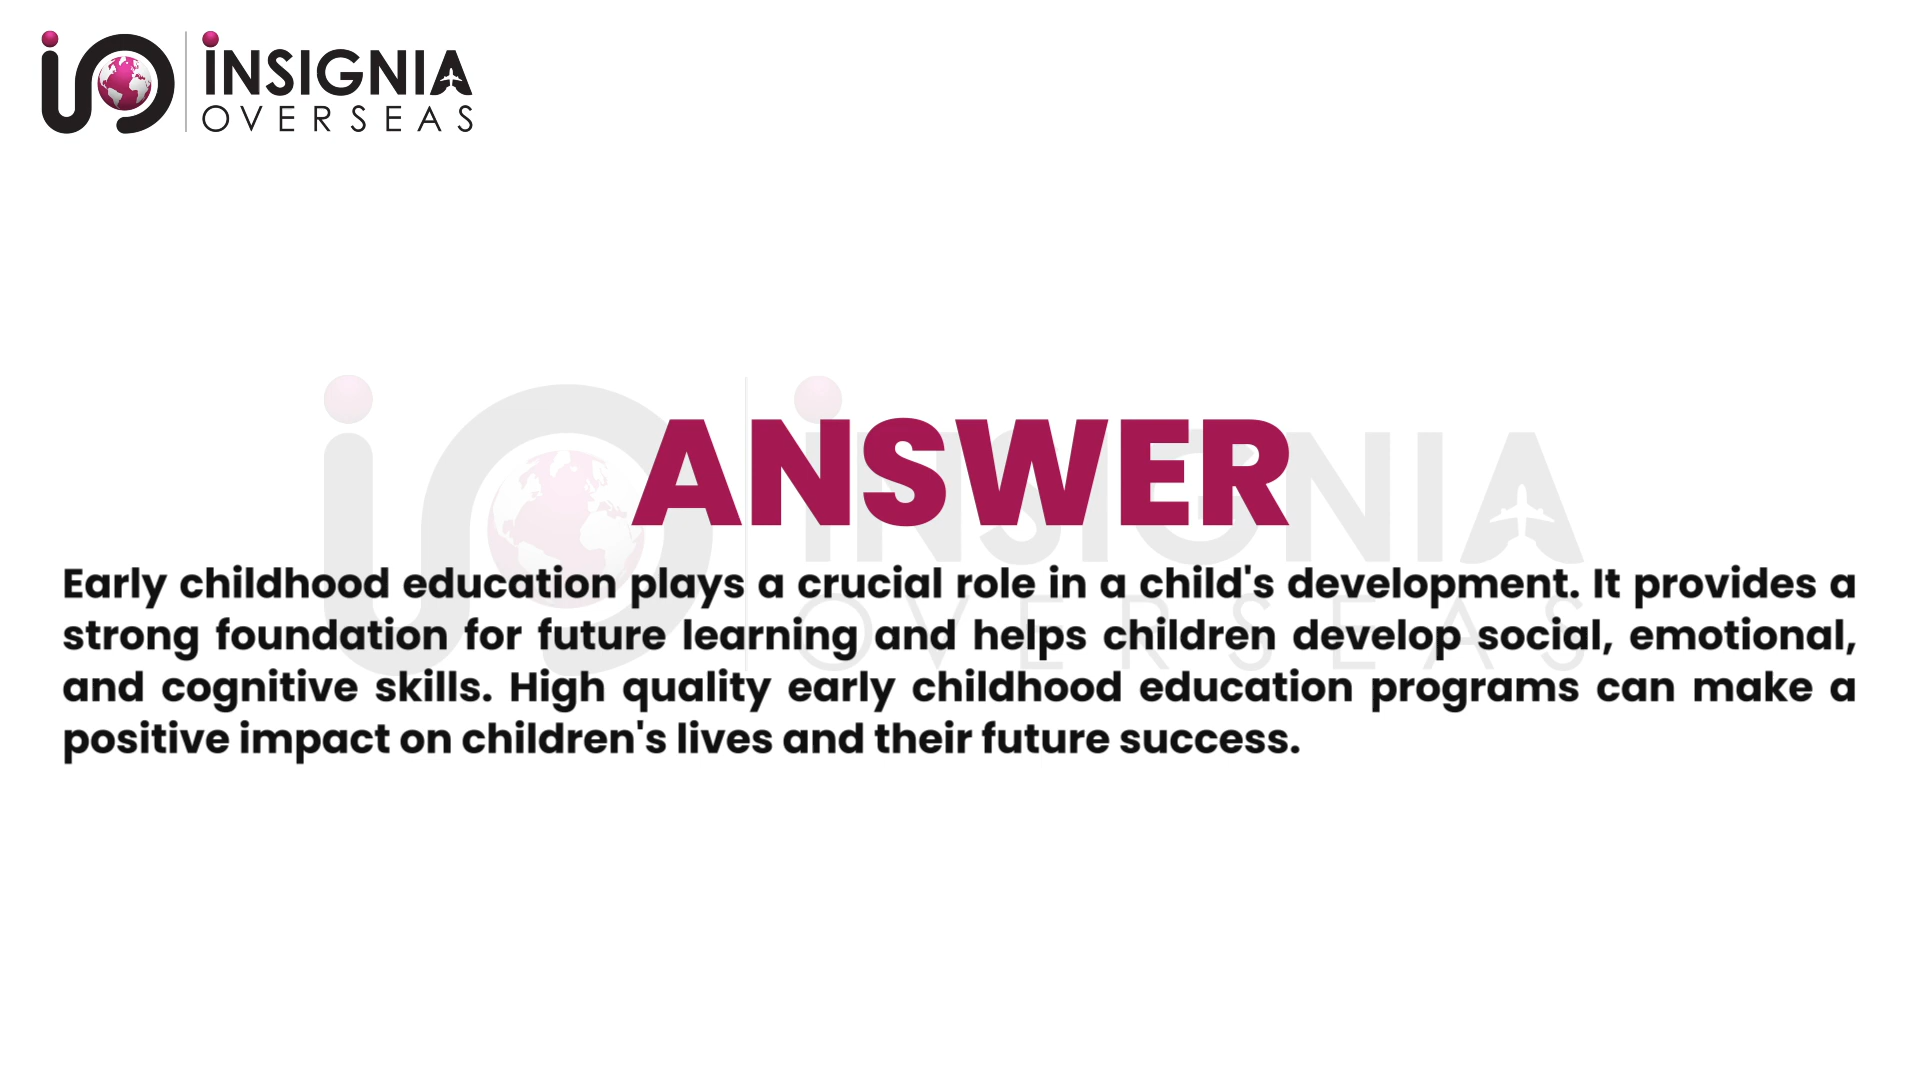 INSIGNIA
OVERSEAS
INSIGNIA
OVERSEAS
ANSWER
Early childhood education plays a crucial role in a child's development. It provides a
strong foundation for future learning and helps children develop social, emotional,
and cognitive skills. High quality early childhood education programs can make a
positive impact on children's lives and their future success.